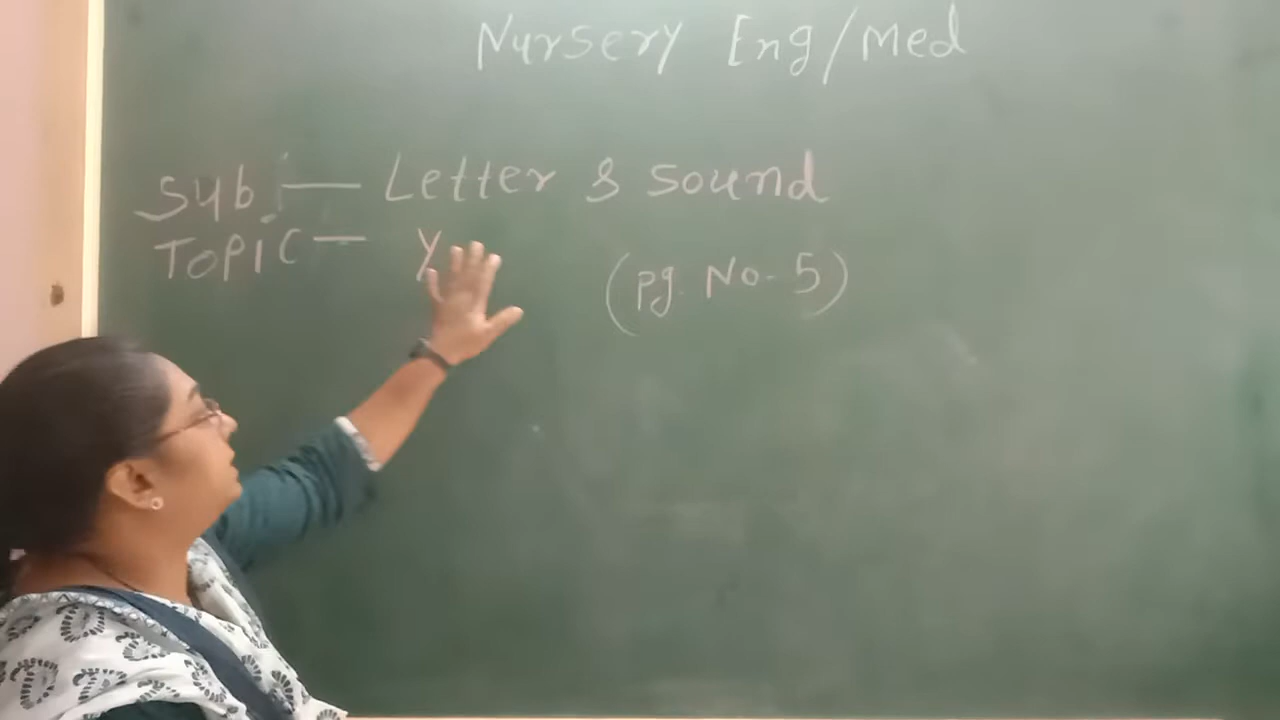 Nursery Eng/Med
Sub :— Letter & sound
TOPIC — Y
(pg. No. 5)